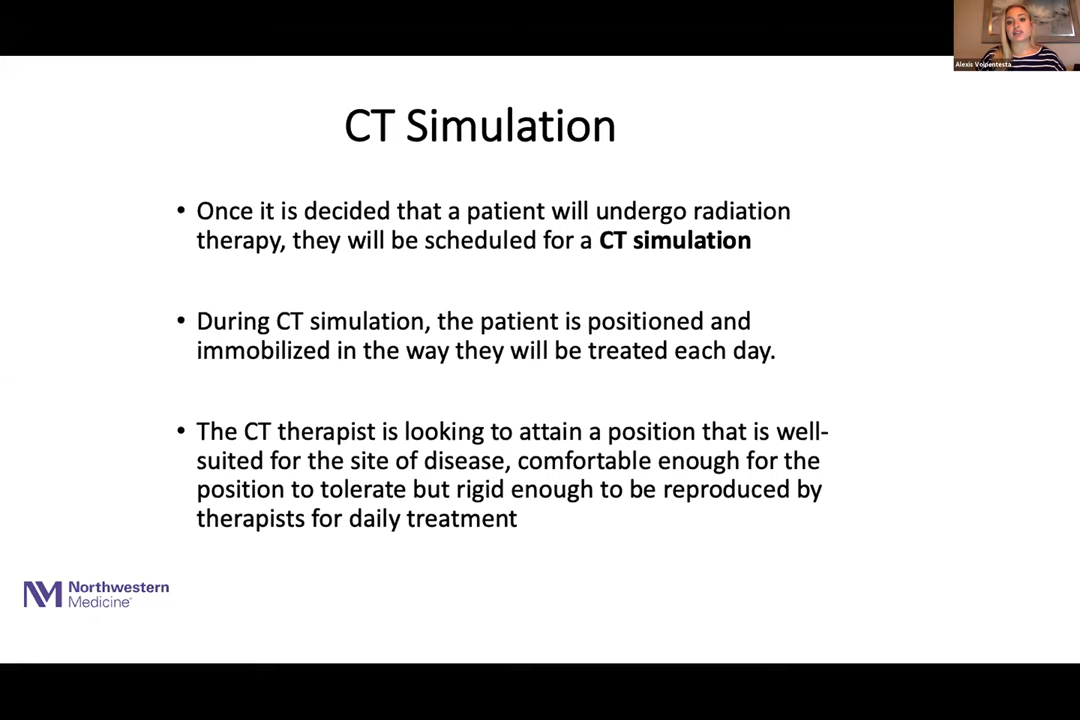 Alexis Volpentesta
CT Simulation
• Once it is decided that a patient will undergo radiation
therapy, they will be scheduled for a CT simulation
• During CT simulation, the patient is positioned and
immobilized in the way they will be treated each day.
• The CT therapist is looking to attain a position that is well-
suited for the site of disease, comfortable enough for the
position to tolerate but rigid enough to be reproduced by
therapists for daily treatment
NM Northwestern
Medicine